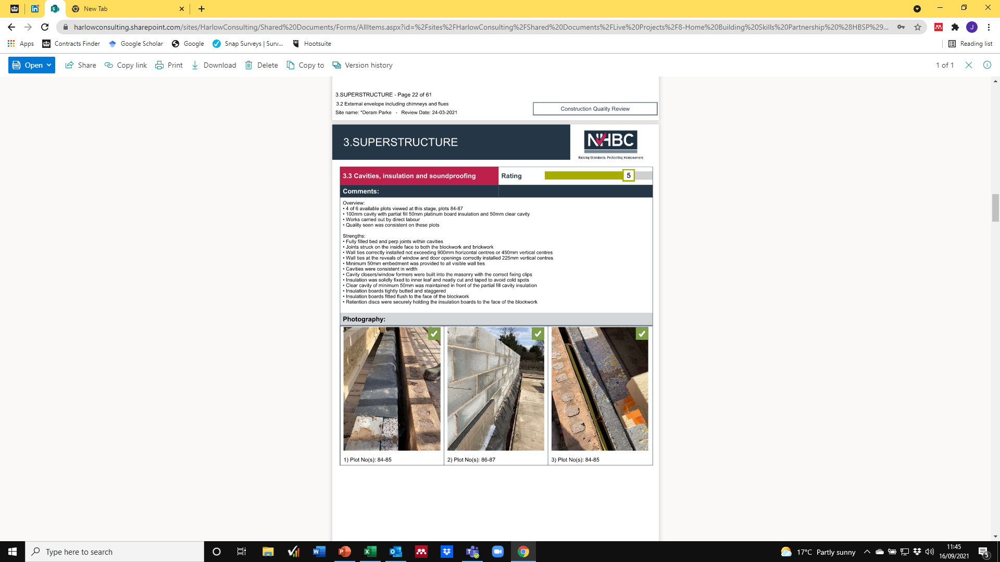 New Tab
harlowconsulting.sharepoint.com/sites/HarlowConsulting/Shared%20Documents/Forms/AllItems.aspx?id=%2Fsites%2FHarlowConsulting%2FShared%20Documents%2FLive%20Projects%2F8-Home%20Building%20Skills%20Partnership%20%28HBSP%29...
J
Apps
Contracts Finder
Google Scholar
Google
Snap Surveys | Surv...
Hootsuite
Reading list
Open
Share
Copy link
Print
Download
Delete
Copy to
Version history
1 of 1
3.SUPERSTRUCTURE - Page 22 of 61
3.2 External envelope including chimneys and flues
Site name: *Deram Parke - Review Date: 24-03-2021
Construction Quality Review
3.SUPERSTRUCTURE
NHBC
Raising Standards. Protecting Homeowners
3.3 Cavities, insulation and soundproofing
Rating
5
Comments:
Overview:
• 4 of 6 available plots viewed at this stage, plots 84-87
• 100mm cavity with partial fill 50mm platinum board insulation and 50mm clear cavity
• Works carried out by direct labour
• Quality seen was consistent on these plots
Strengths:
• Fully filled bed and perp joints within cavities
• Joints struck on the inside face to both the blockwork and brickwork
• Wall ties correctly installed not exceeding 900mm horizontal centres or 450mm vertical centres
• Wall ties at the reveals of window and door openings correctly installed 225mm vertical centres
• Minimum 50mm embedment was provided to all visible wall ties
• Cavities were consistent in width
• Cavity closers/window formers were built into the masonry with the correct fixing clips
• Insulation was solidly fixed to inner leaf and neatly cut and taped to avoid cold spots
• Clear cavity of minimum 50mm was maintained in front of the partial fill cavity insulation
• Insulation boards tightly butted and staggered
• Insulation boards fitted flush to the face of the blockwork
• Retention discs were securely holding the insulation boards to the face of the blockwork
Photography:
1) Plot No(s): 84-85
2) Plot No(s): 86-87
3) Plot No(s): 84-85
Type here to search
17°C Partly sunny
11:45
16/09/2021
5